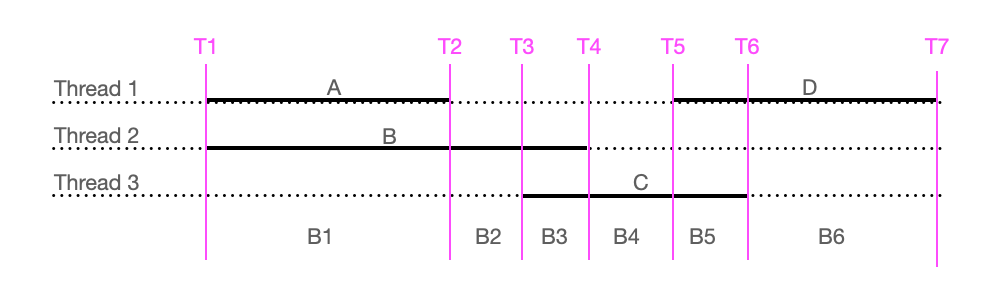 T1 T2 T3 T4 T5 T6 T7
Thread 1 A D
Thread 2 B
Thread 3 C
B1 B2 B3 B4 B5 B6